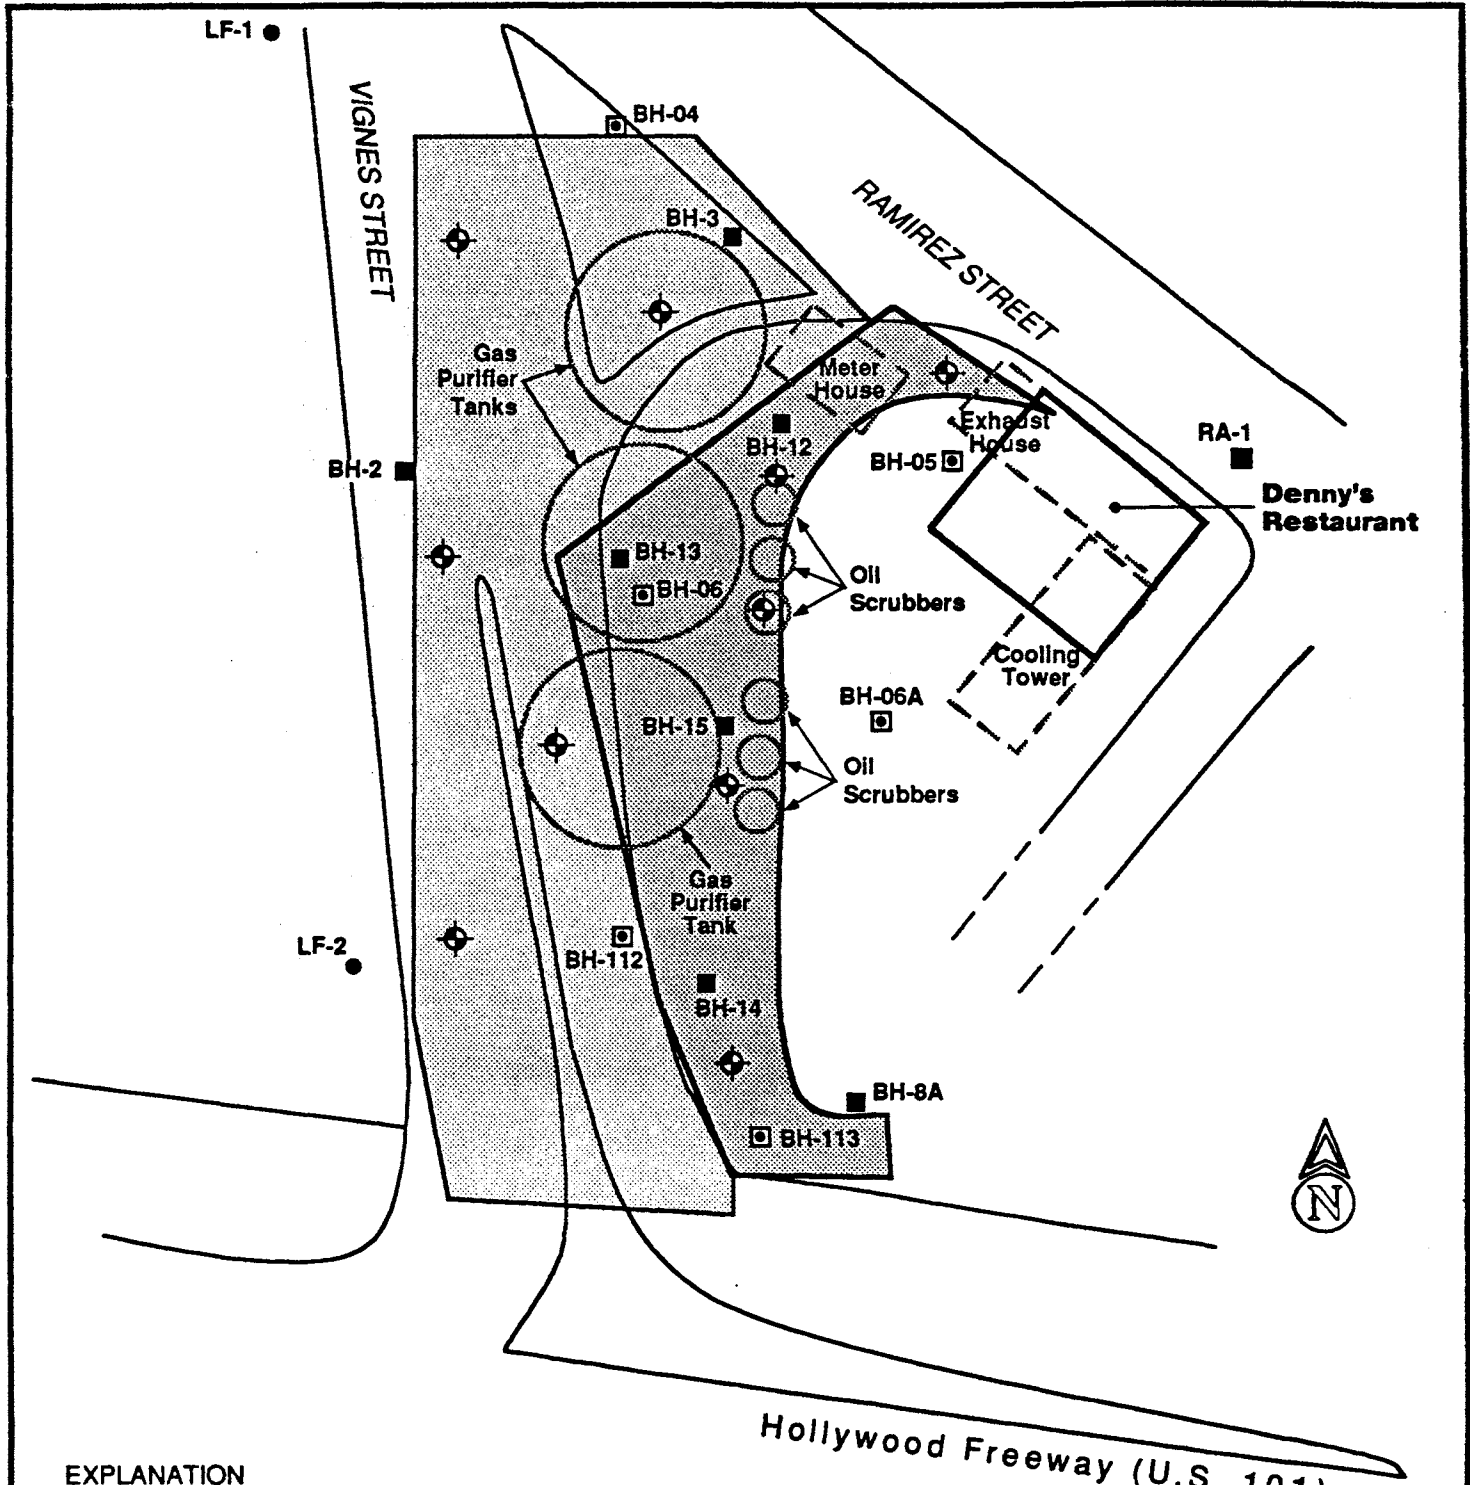 LF-1
VIGNES STREET
BH-04
BH-3
RAMIREZ STREET
Gas
Purifier
Tanks
Meter
House
Exhaust
House
BH-12
BH-05
RA-1
BH-2
Denny's
Restaurant
BH-13
BH-06
Oil
Scrubbers
Cooling
Tower
BH-06A
BH-15
Oil
Scrubbers
Gas
Purifier
Tank
LF-2
BH-112
BH-14
BH-8A
BH-113
N
Hollywood Freeway (U.S. 101)
EXPLANATION